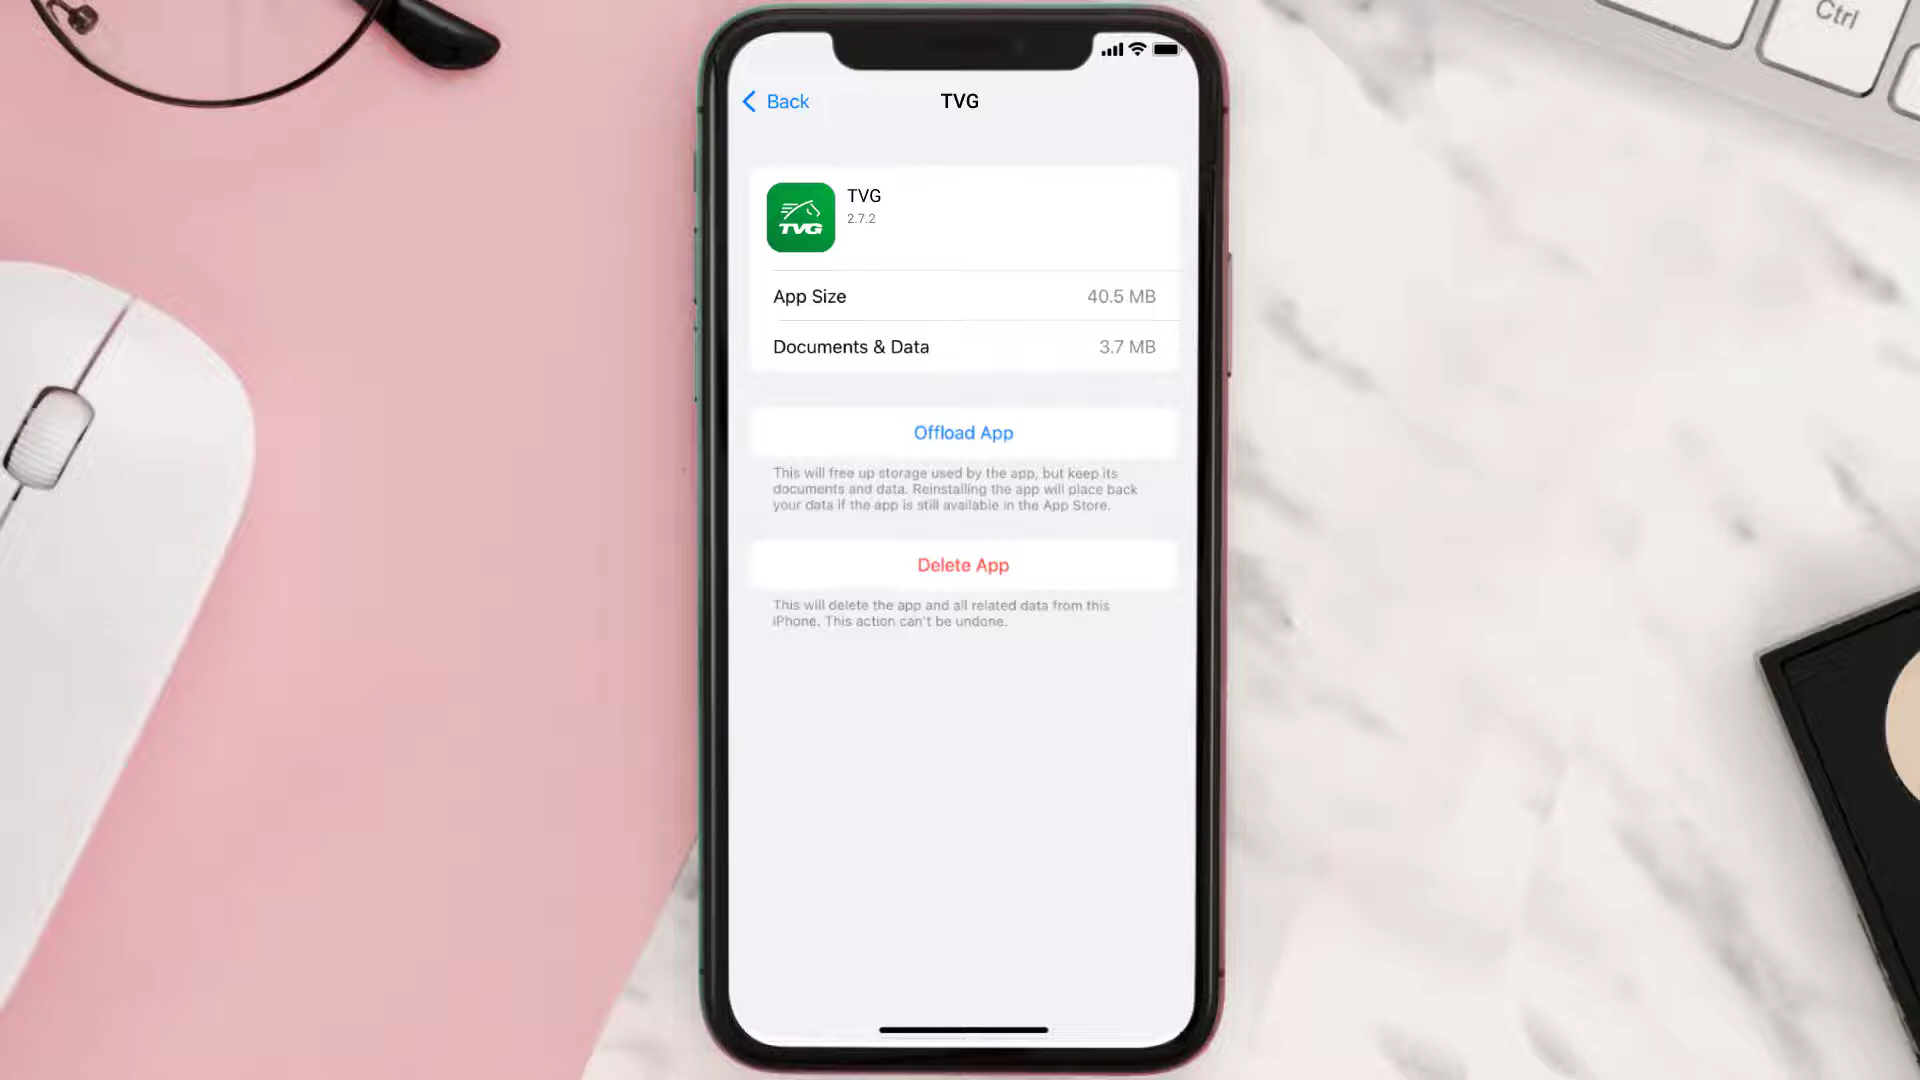 Ctrl
Back
TVG
TVG
TVG
2.7.2
App Size
40.5 MB
Documents & Data
3.7 MB
Offload App
This will free up storage used by the app, but keep its
documents and data. Reinstalling the app will place back
your data if the app is still available in the App Store.
Delete App
This will delete the app and all related data from this
iPhone. This action can't be undone.